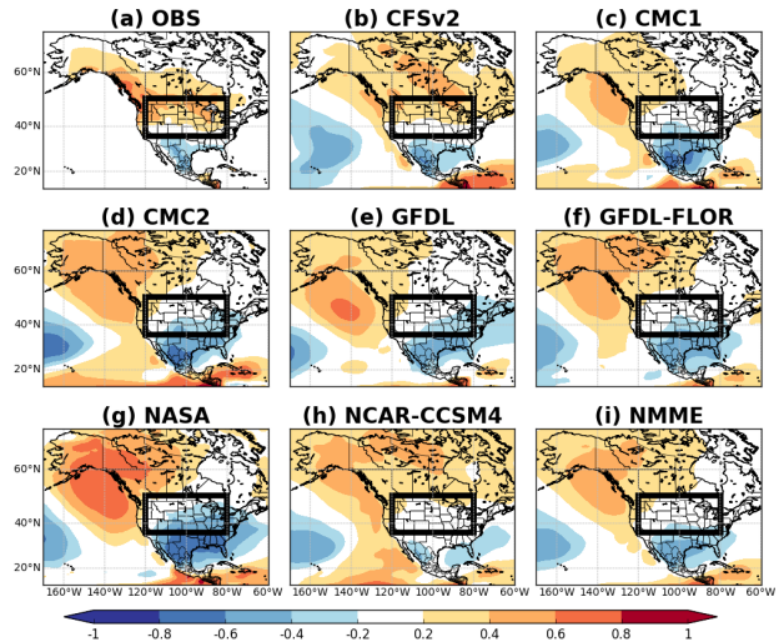 (a) OBS (b) CFSv2 (c) CMC1
60°N
40°N
20°N
(d) CMC2 (e) GFDL (f) GFDL-FLOR
60°N
40°N
20°N
(g) NASA (h) NCAR-CCSM4 (i) NMME
60°N
40°N
20°N
160°W 140°W 120°W 100°W 80°W 60°W 160°W 140°W 120°W 100°W 80°W 60°W 160°W 140°W 120°W 100°W 80°W 60°W
-1 -0.8 -0.6 -0.4 -0.2 0.2 0.4 0.6 0.8 1